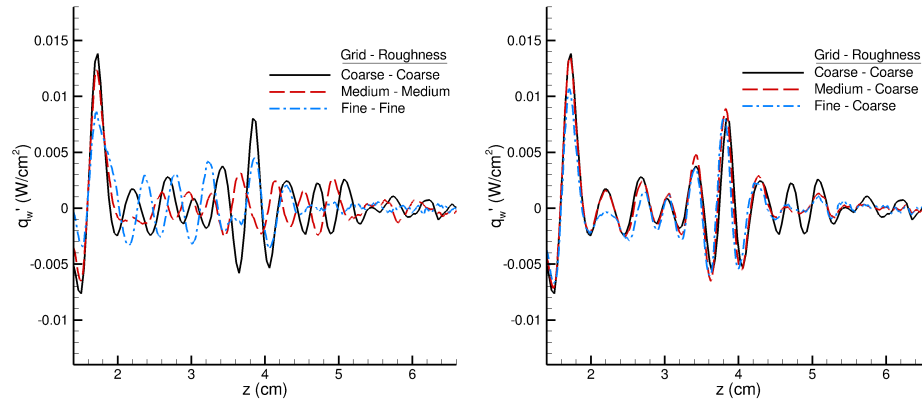 0.015
0.01
0.005
0
-0.005
-0.01
q_w' (W/cm²)
Grid - Roughness
Coarse - Coarse
Medium - Medium
Fine - Fine
2 3 4 5 6
z (cm)
0.015
0.01
0.005
0
-0.005
-0.01
q_w' (W/cm²)
Grid - Roughness
Coarse - Coarse
Medium - Coarse
Fine - Coarse
2 3 4 5 6
z (cm)